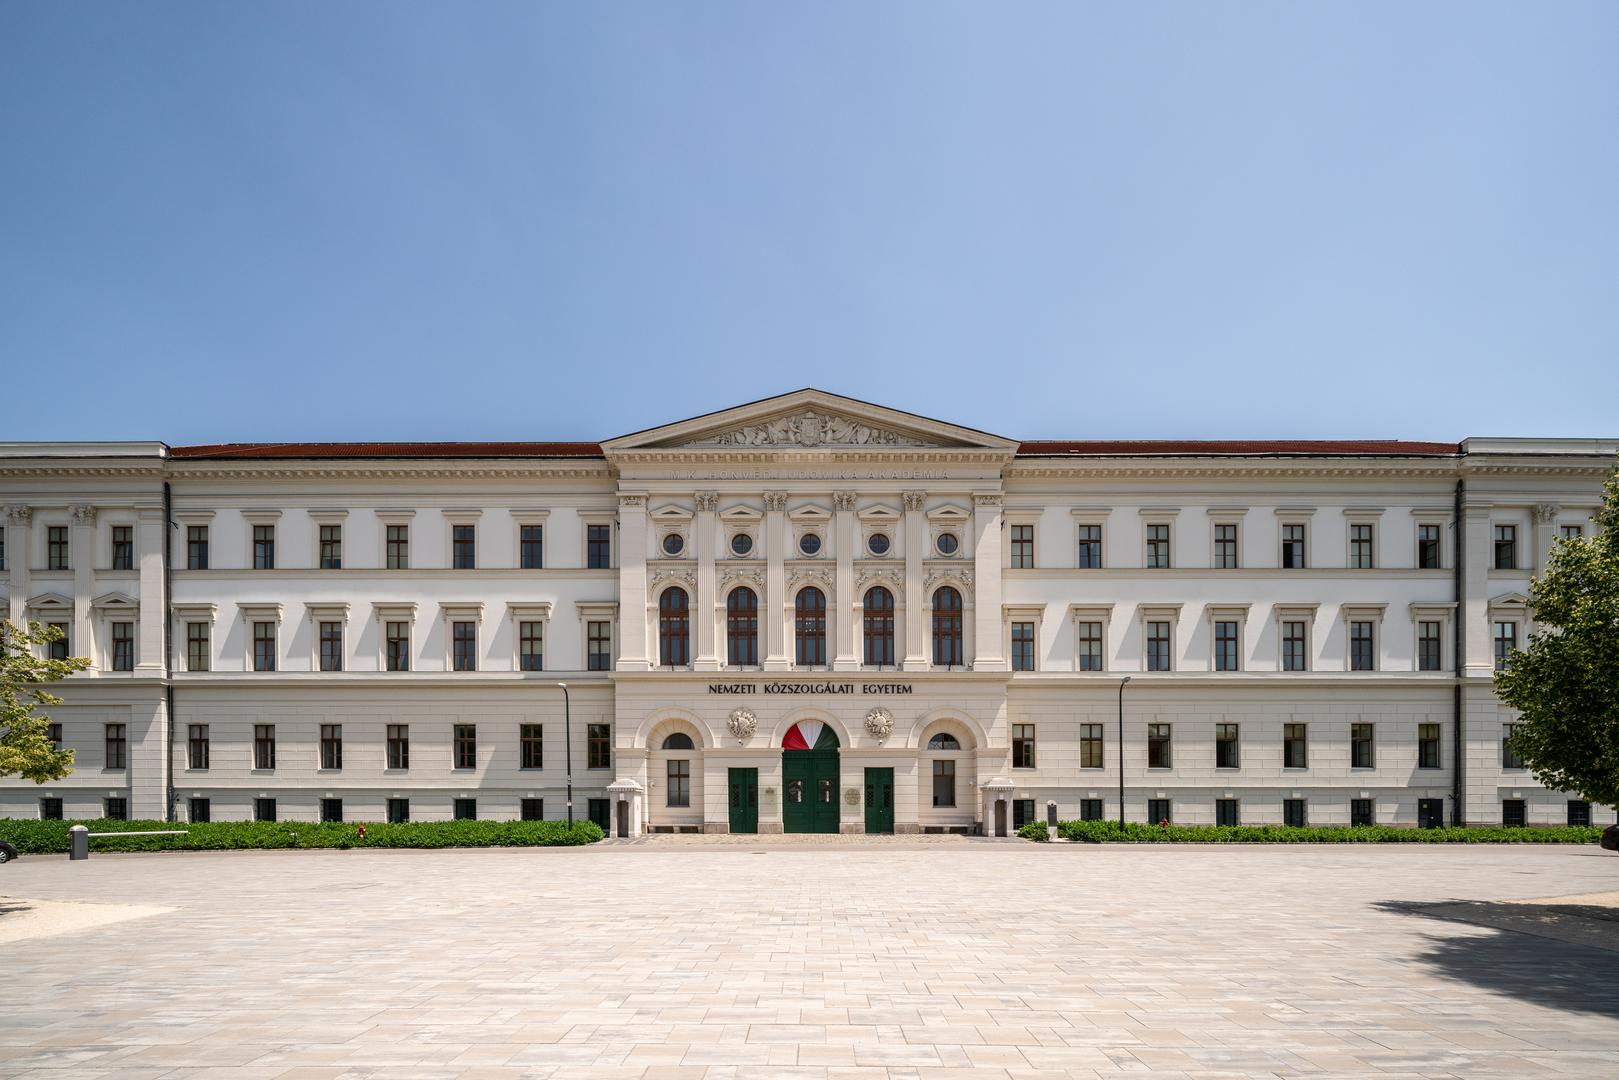 M. K. HONVÉD LUDOVIKA AKADÉMIA
NEMZETI KÖZSZOLGÁLATI EGYETEM